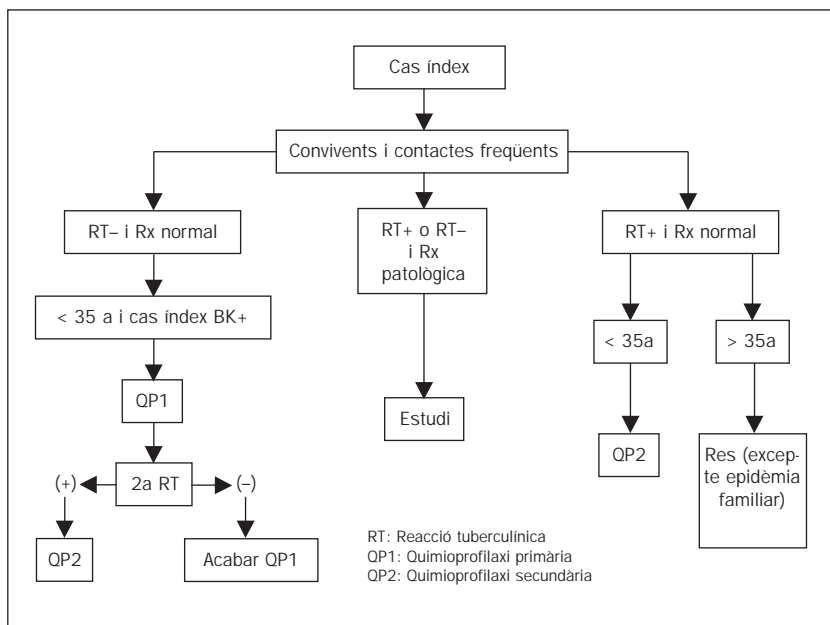 Cas índex
Convivents i contactes freqüents
RT– i Rx normal
RT+ o RT–
i Rx
patològica
RT+ i Rx normal
< 35 a i cas índex BK+
< 35a
> 35a
QP1
Estudi
QP2
Res (excep-
te epidèmia
familiar)
(+)
2a RT
(–)
QP2
Acabar QP1
RT: Reacció tuberculínica
QP1: Quimioprofilaxi primària
QP2: Quimioprofilaxi secundària